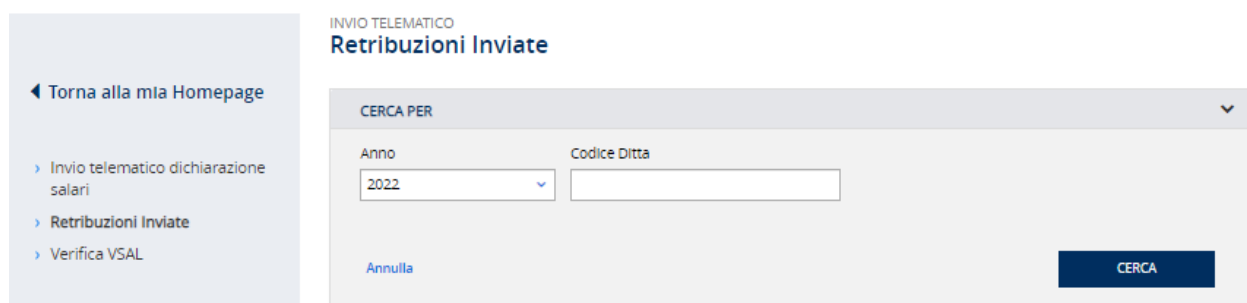 INVIO TELEMATICO
Retribuzioni Inviate
Torna alla mia Homepage
Invio telematico dichiarazione
salari
Retribuzioni Inviate
Verifica VSAL
CERCA PER
Anno
Codice Ditta
2022
Annulla
CERCA